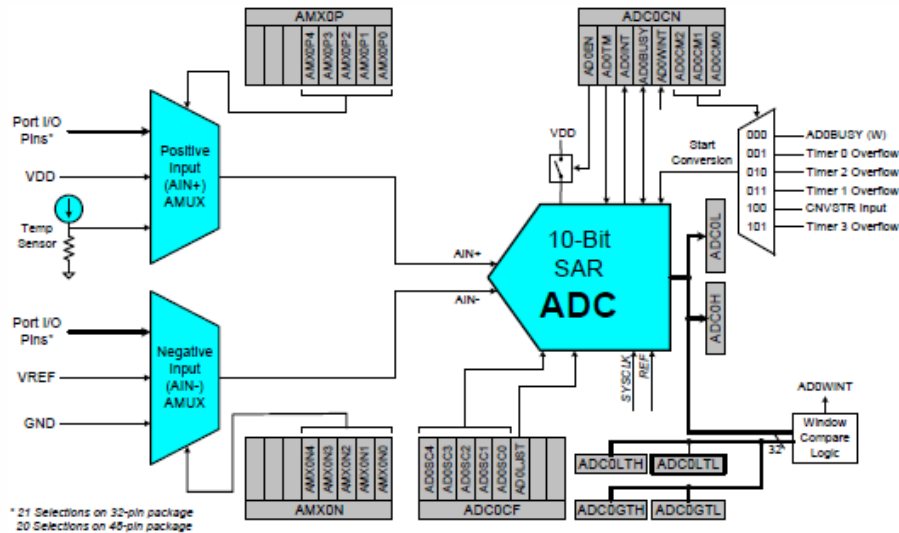 AMX0P
AMX0P4
AMX0P3
AMX0P2
AMX0P1
AMX0P0
ADC0CN
AD0EN
AD0TM
AD0INT
AD0BUSY
AD0WINT
AD0CM2
AD0CM1
AD0CM0
Port I/O
Pins*
VDD
Temp
Sensor
Positive
Input
(AIN+)
AMUX
VDD
Start
Conversion
000
AD0BUSY (W)
001
Timer 0 Overflow
010
Timer 2 Overflow
011
Timer 1 Overflow
100
CNVSTR Input
101
Timer 3 Overflow
AIN+
AIN-
10-Bit
SAR
ADC
ADC0L
ADC0H
Port I/O
Pins*
VREF
GND
Negative
Input
(AIN-)
AMUX
SYSCLK
REF
AD0WINT
Window
Compare
Logic
32
AMX0N4
AMX0N3
AMX0N2
AMX0N1
AMX0N0
AMX0N
AD0SC4
AD0SC3
AD0SC2
AD0SC1
AD0SC0
AD0LJST
ADC0CF
ADC0LTH
ADC0LTL
ADC0GTH
ADC0GTL
* 21 Selections on 32-pin package
20 Selections on 48-pin package